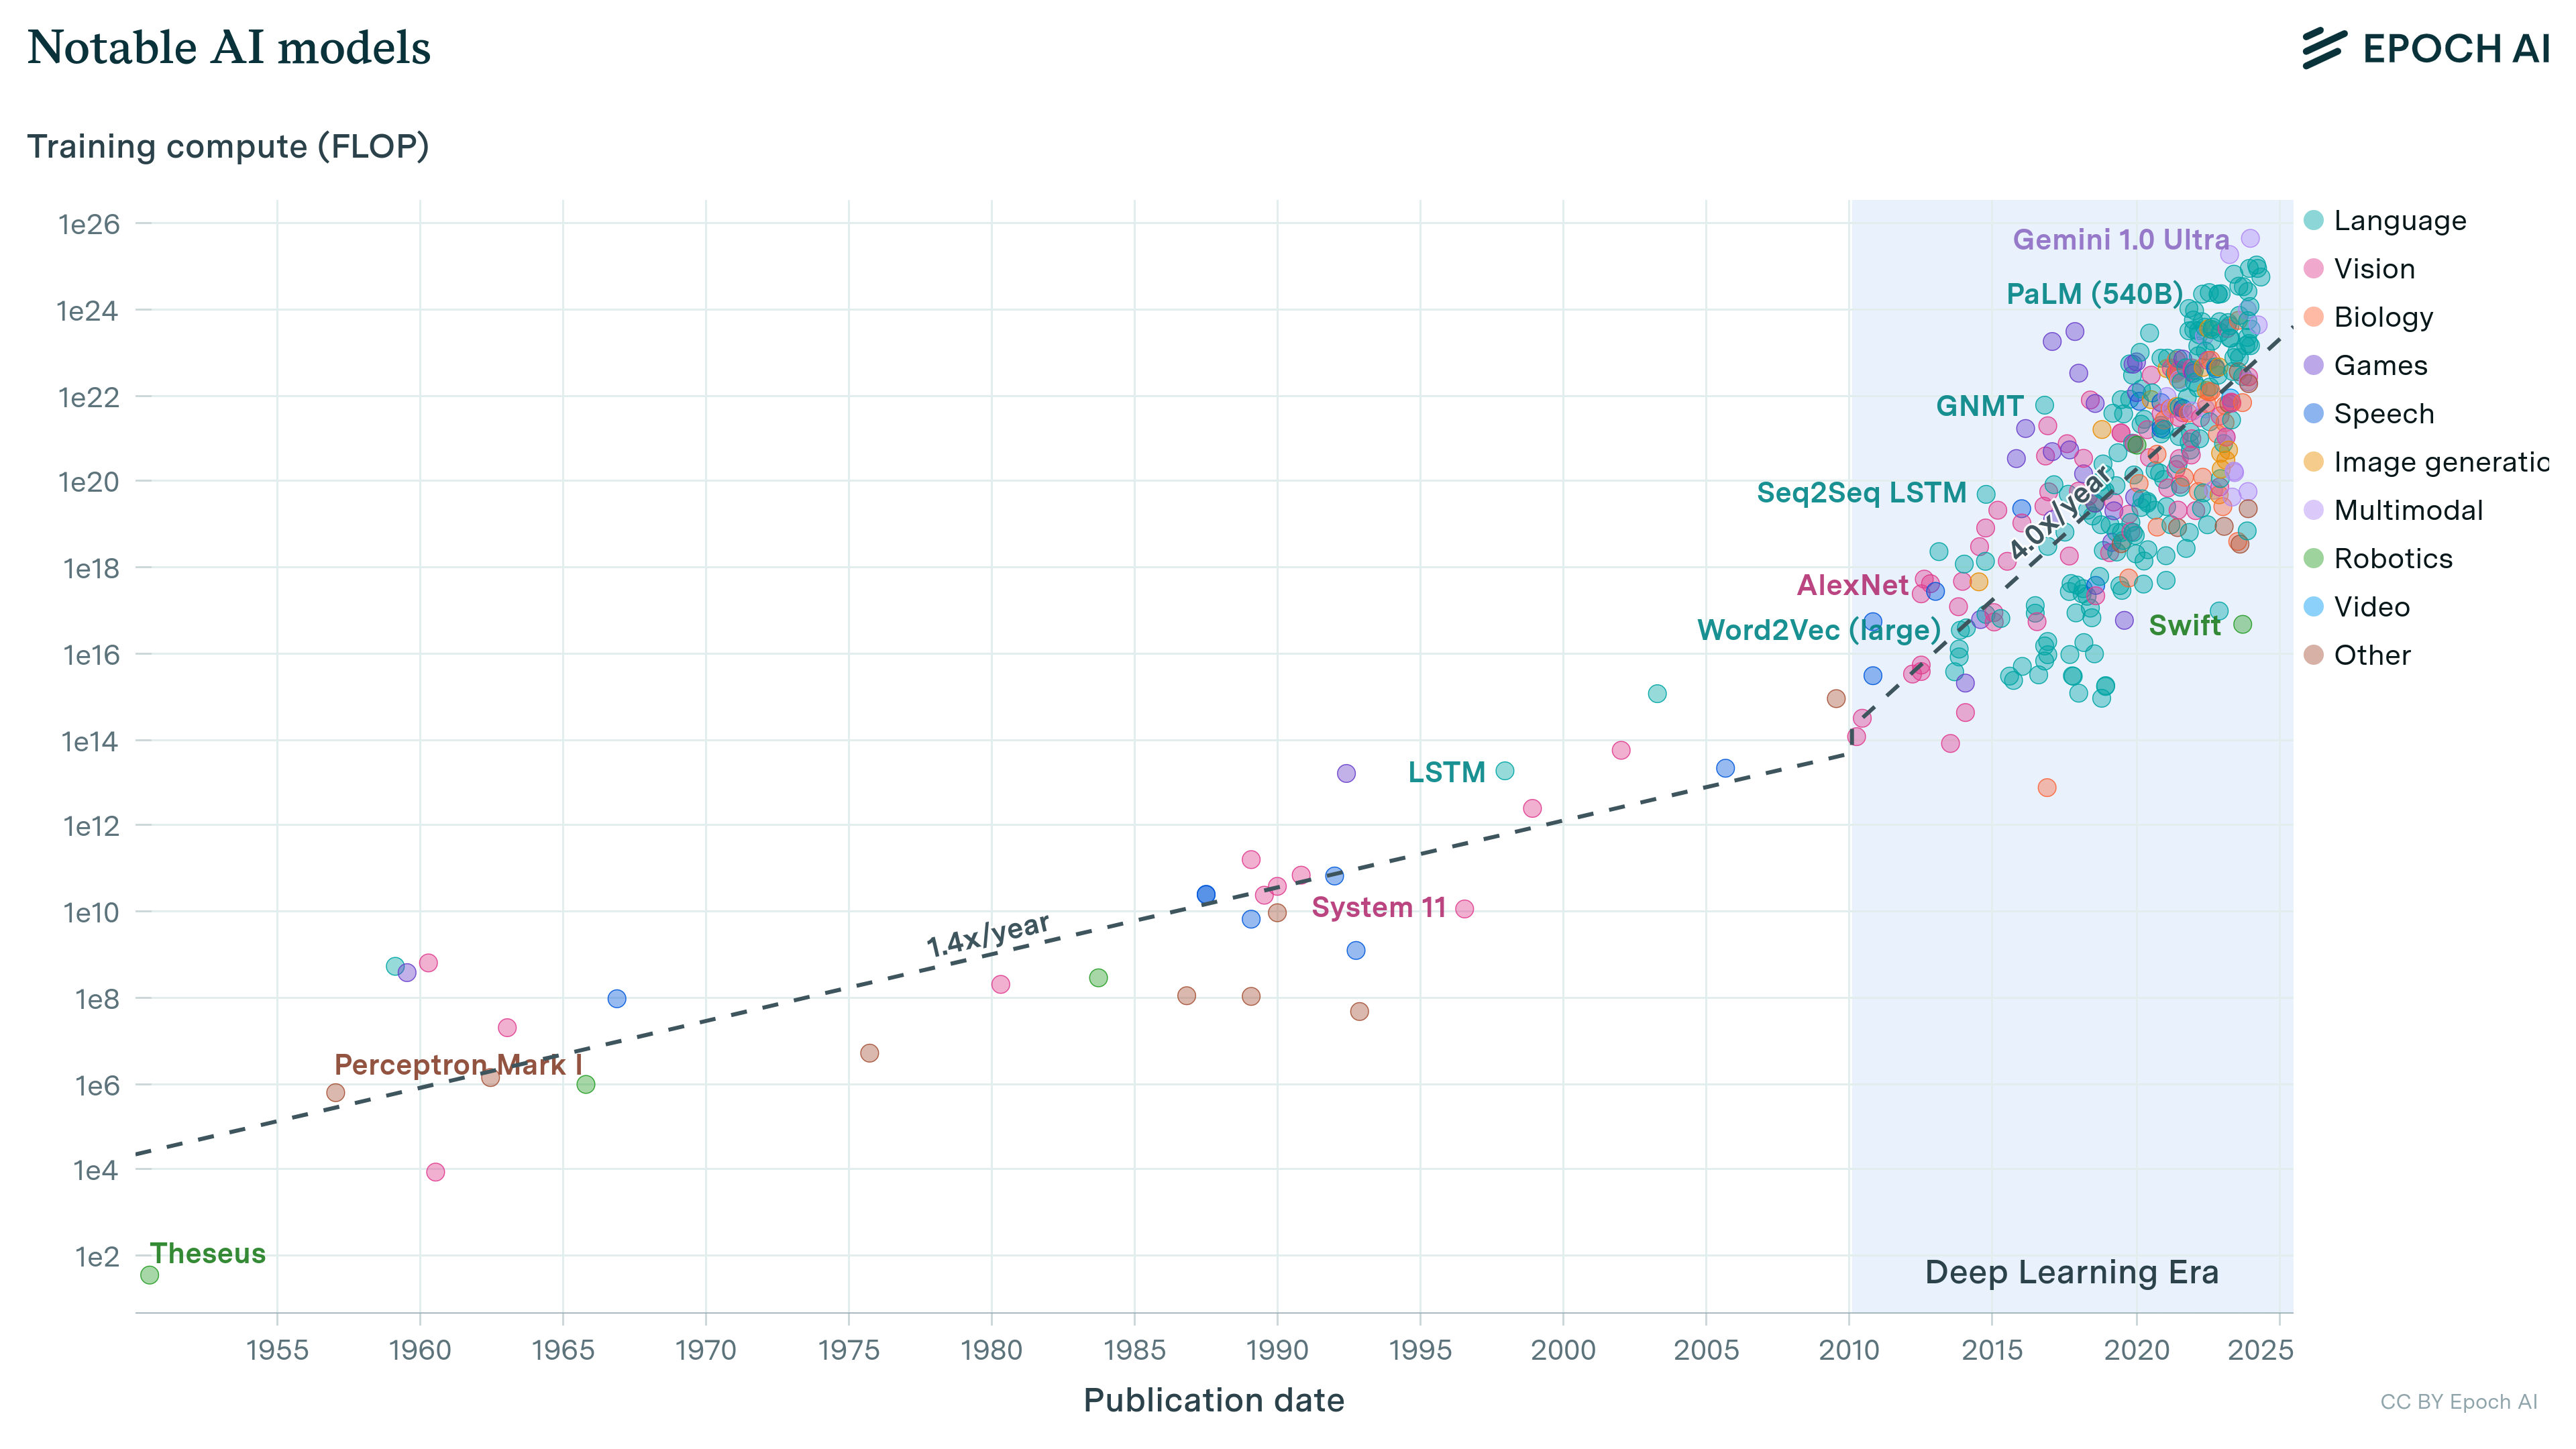 Notable AI models
EPOCH AI
Training compute (FLOP)
1e26
1e24
1e22
1e20
1e18
1e16
1e14
1e12
1e10
1e8
1e6
1e4
1e2
Gemini 1.0 Ultra
PaLM (540B)
GNMT
Seq2Seq LSTM
4.0x/year
AlexNet
Word2Vec (large)
Swift
LSTM
System 11
1.4x/year
Perceptron Mark I
Theseus
Deep Learning Era
Language
Vision
Biology
Games
Speech
Image generatio
Multimodal
Robotics
Video
Other
1955 1960 1965 1970 1975 1980 1985 1990 1995 2000 2005 2010 2015 2020 2025
Publication date
CC BY Epoch AI